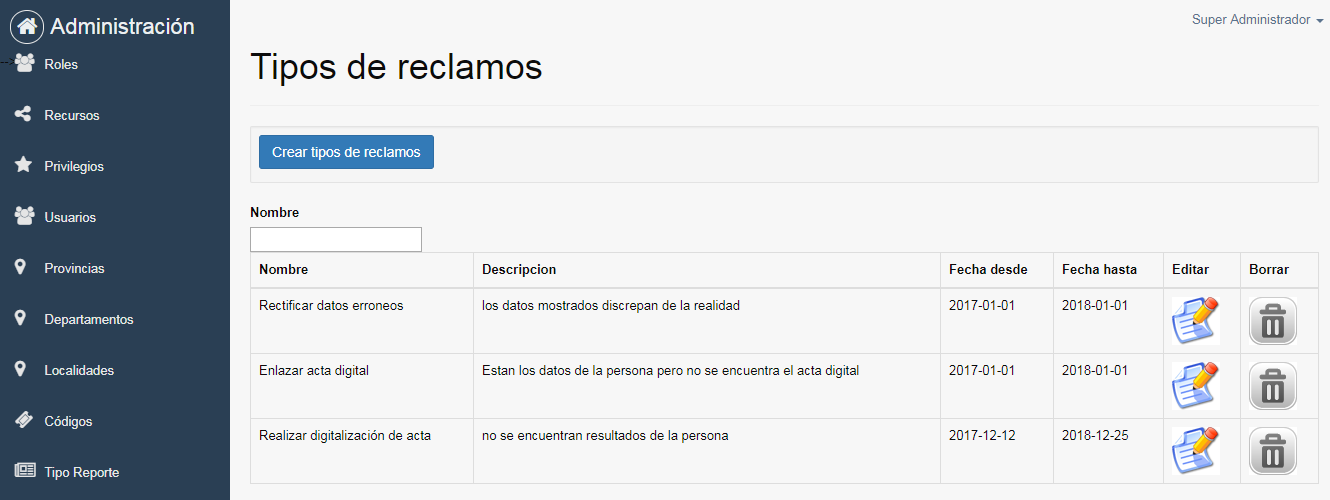 Administración
-->
Roles
Recursos
Privilegios
Usuarios
Provincias
Departamentos
Localidades
Códigos
Tipo Reporte
Super Administrador
Tipos de reclamos
Crear tipos de reclamos
Nombre
Nombre Descripcion Fecha desde Fecha hasta Editar Borrar
Rectificar datos erroneos los datos mostrados discrepan de la realidad 2017-01-01 2018-01-01
Enlazar acta digital Estan los datos de la persona pero no se encuentra el acta digital 2017-01-01 2018-01-01
Realizar digitalización de acta no se encuentran resultados de la persona 2017-12-12 2018-12-25